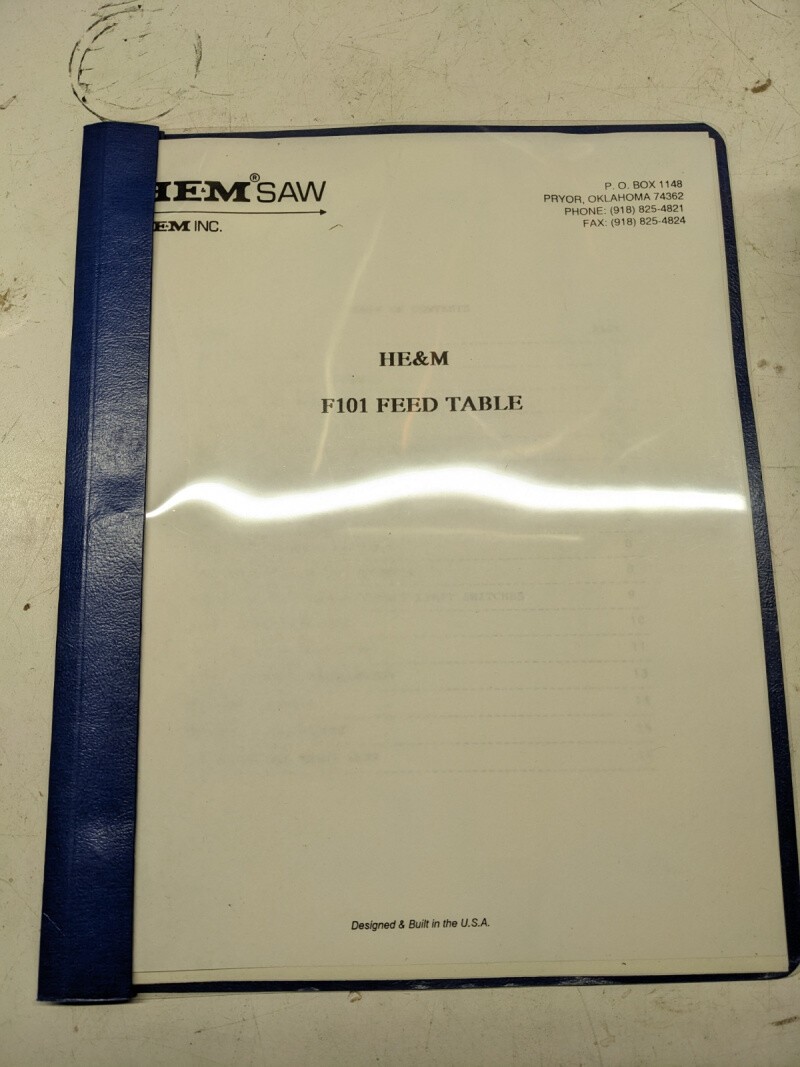 HE&M® SAW
E&M INC.
P. O. BOX 1148
PRYOR, OKLAHOMA 74362
PHONE: (918) 825-4821
FAX: (918) 825-4824
HE&M
F101 FEED TABLE
Designed & Built in the U.S.A.